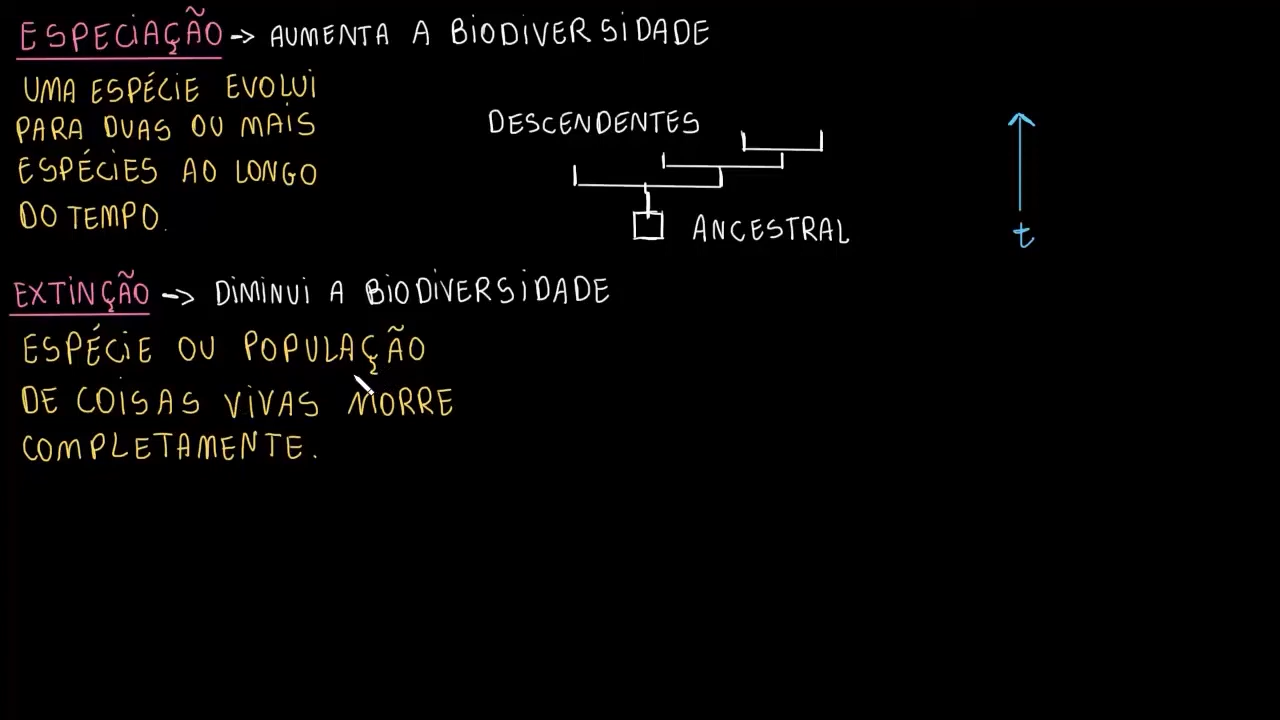 ESPECIAÇÃO -> AUMENTA A BIODIVERSIDADE
UMA ESPÉCIE EVOLUI
PARA DUAS OU MAIS
ESPÉCIES AO LONGO
DO TEMPO.
DESCENDENTES
ANCESTRAL
t
EXTINÇÃO -> DIMINUI A BIODIVERSIDADE
ESPÉCIE OU POPULAÇÃO
DE COISAS VIVAS MORRE
COMPLETAMENTE.